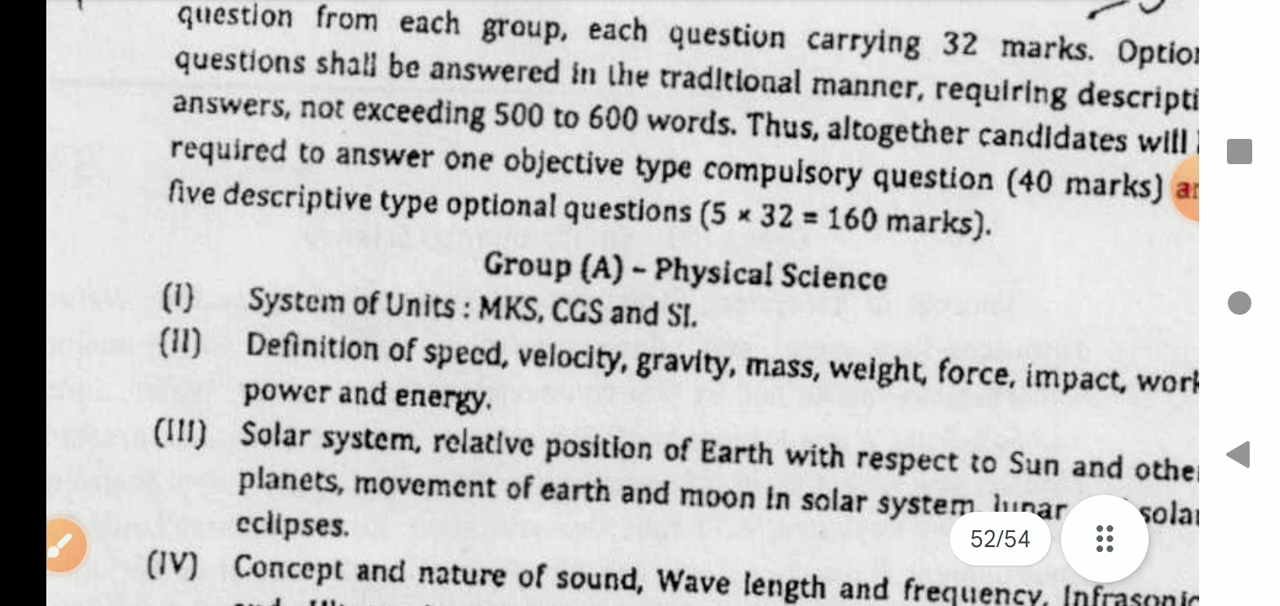 question from each group, each question carrying 32 marks.
questions shall be answered in the traditional manner, requiring
answers, not exceeding 500 to 600 words. Thus, altogether candidates will
required to answer one objective type compulsory question (40 marks)
five descriptive type optional questions (5 × 32 = 160 marks).
Group (A) – Physical Science
(I) System of Units : MKS, CGS and SI.
(II) Definition of speed, velocity, gravity, mass, weight, force, impact, work
power and energy.
(III) Solar system, relative position of Earth with respect to Sun and other
planets, movement of earth and moon in solar system, lunar solar
eclipses.
52/54
(IV) Concept and nature of sound, Wave length and frequency, Infrasonic